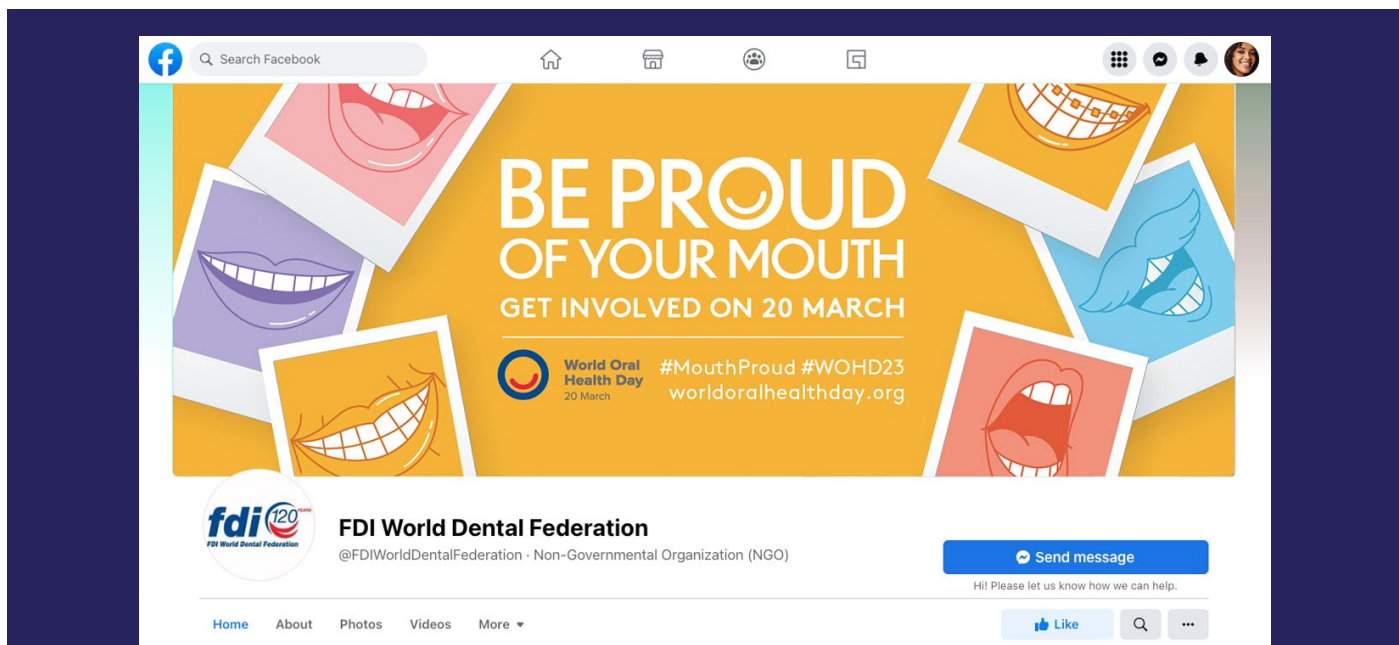 Search Facebook
BE PROUD
OF YOUR MOUTH
GET INVOLVED ON 20 MARCH
World Oral
Health Day
20 March
#MouthProud #WOHD23
worldoralhealthday.org
fdi 120 YEARS
FDI World Dental Federation
FDI World Dental Federation
@FDIWorldDentalFederation · Non-Governmental Organization (NGO)
Send message
Hi! Please let us know how we can help.
Home About Photos Videos More
Like